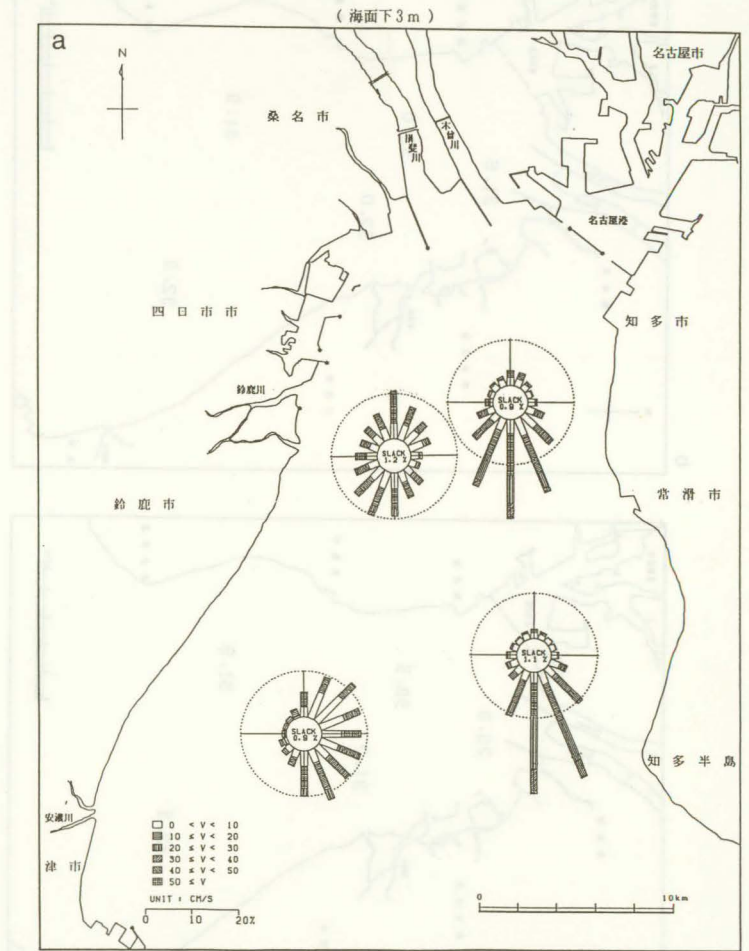 (海面下3m)
a
N
名古屋市
桑名市
揖斐川
木曽川
名古屋港
四日市市
知多市
鈴鹿川
SLACK
0.9 %
SLACK
1.2 %
鈴鹿市
常滑市
SLACK
1.1 %
SLACK
0.9 %
知多半島
安濃川
津市
0 < V < 10
10 ≤ V < 20
20 ≤ V < 30
30 ≤ V < 40
40 ≤ V < 50
50 ≤ V
UNIT : CM/S
0 10 20%
0 10km